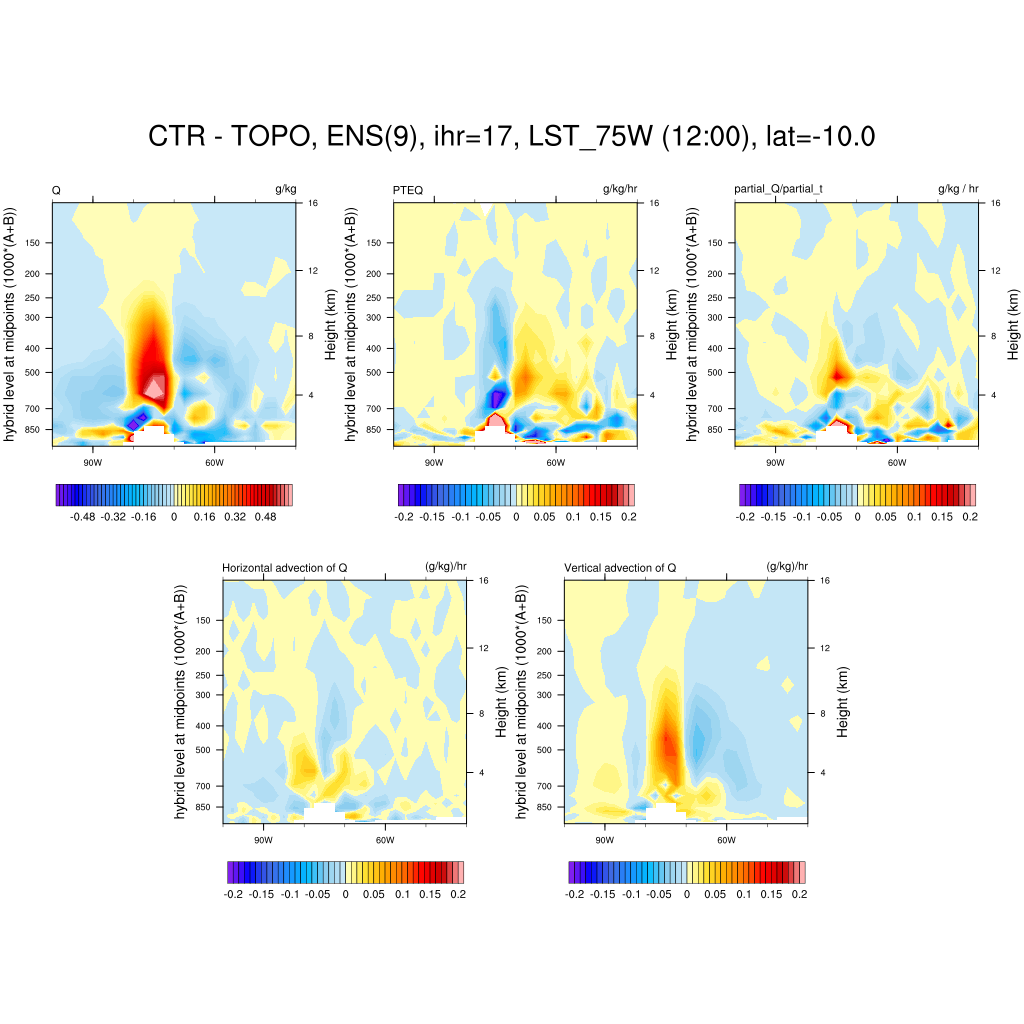 CTR - TOPO, ENS(9), ihr=17, LST_75W (12:00), lat=-10.0
Q g/kg
hybrid level at midpoints (1000*(A+B))
150
200
250
300
400
500
700
850
16
12
8
4
Height (km)
90W 60W
-0.48 -0.32 -0.16 0 0.16 0.32 0.48
PTEQ g/kg/hr
hybrid level at midpoints (1000*(A+B))
150
200
250
300
400
500
700
850
16
12
8
4
Height (km)
90W 60W
-0.2 -0.15 -0.1 -0.05 0 0.05 0.1 0.15 0.2
partial_Q/partial_t g/kg / hr
hybrid level at midpoints (1000*(A+B))
150
200
250
300
400
500
700
850
16
12
8
4
Height (km)
90W 60W
-0.2 -0.15 -0.1 -0.05 0 0.05 0.1 0.15 0.2
Horizontal advection of Q (g/kg)/hr
hybrid level at midpoints (1000*(A+B))
150
200
250
300
400
500
700
850
16
12
8
4
Height (km)
90W 60W
-0.2 -0.15 -0.1 -0.05 0 0.05 0.1 0.15 0.2
Vertical advection of Q (g/kg)/hr
hybrid level at midpoints (1000*(A+B))
150
200
250
300
400
500
700
850
16
12
8
4
Height (km)
90W 60W
-0.2 -0.15 -0.1 -0.05 0 0.05 0.1 0.15 0.2